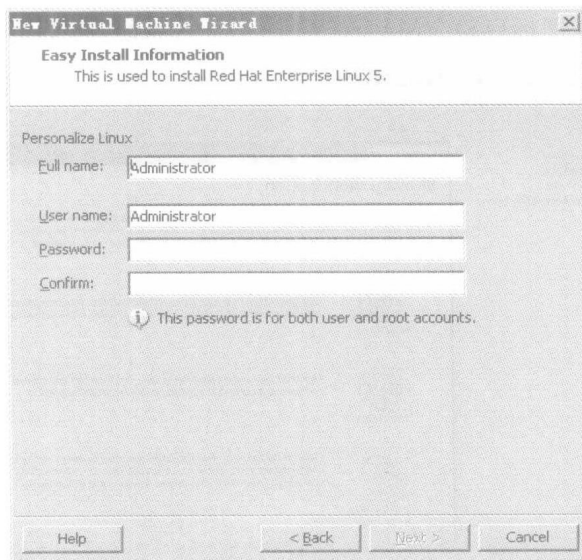 New Virtual Machine Wizard
Easy Install Information
This is used to install Red Hat Enterprise Linux 5.
Personalize Linux
Full name: Administrator
User name: Administrator
Password:
Confirm:
This password is for both user and root accounts.
Help < Back Next > Cancel